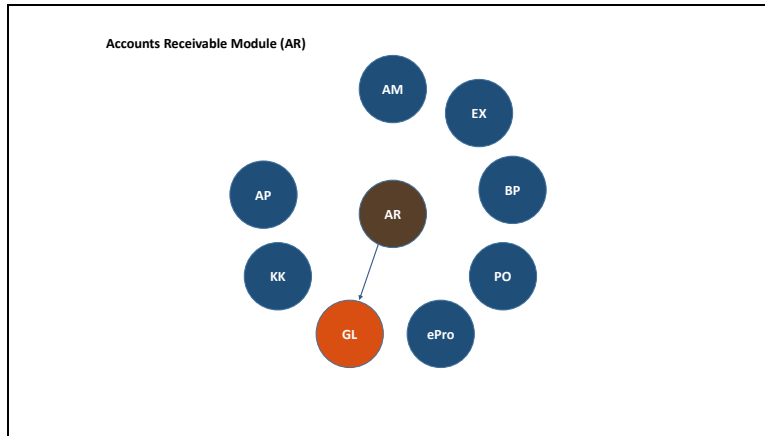 Accounts Receivable Module (AR)
AM
EX
BP
AP
AR
KK
PO
GL
ePro